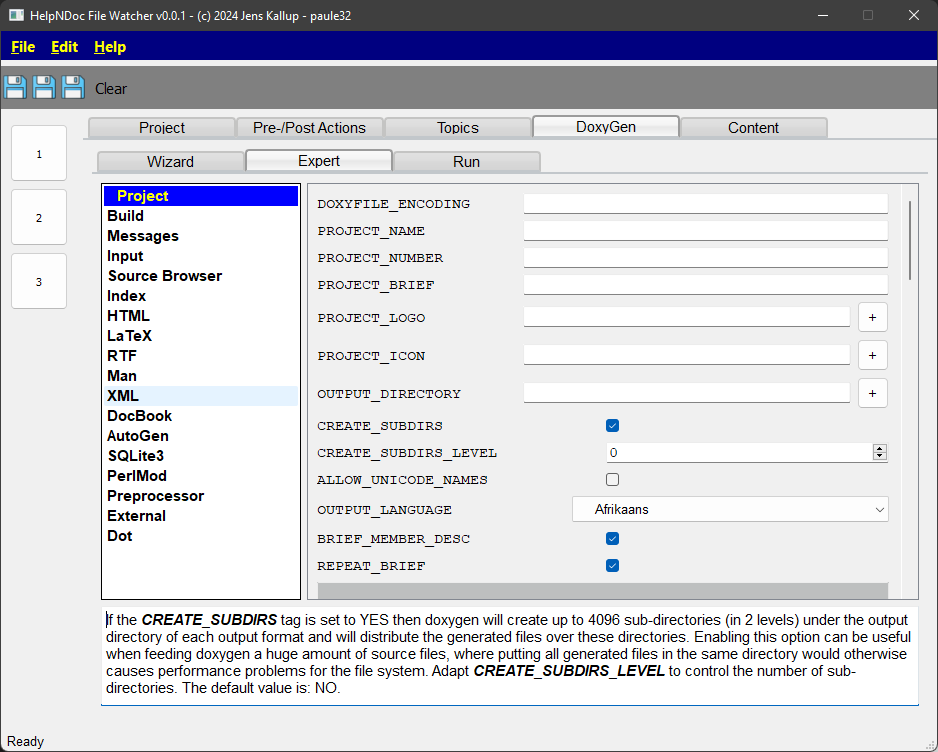 HelpNDoc File Watcher v0.0.1 - (c) 2024 Jens Kallup - paule32
File Edit Help
Clear
Project Pre-/Post Actions Topics DoxyGen Content
Wizard Expert Run
1
2
3
Project
Build
Messages
Input
Source Browser
Index
HTML
LaTeX
RTF
Man
XML
DocBook
AutoGen
SQLite3
PerlMod
Preprocessor
External
Dot
DOXYFILE_ENCODING
PROJECT_NAME
PROJECT_NUMBER
PROJECT_BRIEF
PROJECT_LOGO +
PROJECT_ICON +
OUTPUT_DIRECTORY +
CREATE_SUBDIRS
CREATE_SUBDIRS_LEVEL 0
ALLOW_UNICODE_NAMES
OUTPUT_LANGUAGE Afrikaans
BRIEF_MEMBER_DESC
REPEAT_BRIEF
If the CREATE_SUBDIRS tag is set to YES then doxygen will create up to 4096 sub-directories (in 2 levels) under the output
directory of each output format and will distribute the generated files over these directories. Enabling this option can be useful
when feeding doxygen a huge amount of source files, where putting all generated files in the same directory would otherwise
causes performance problems for the file system. Adapt CREATE_SUBDIRS_LEVEL to control the number of sub-
directories. The default value is: NO.
Ready